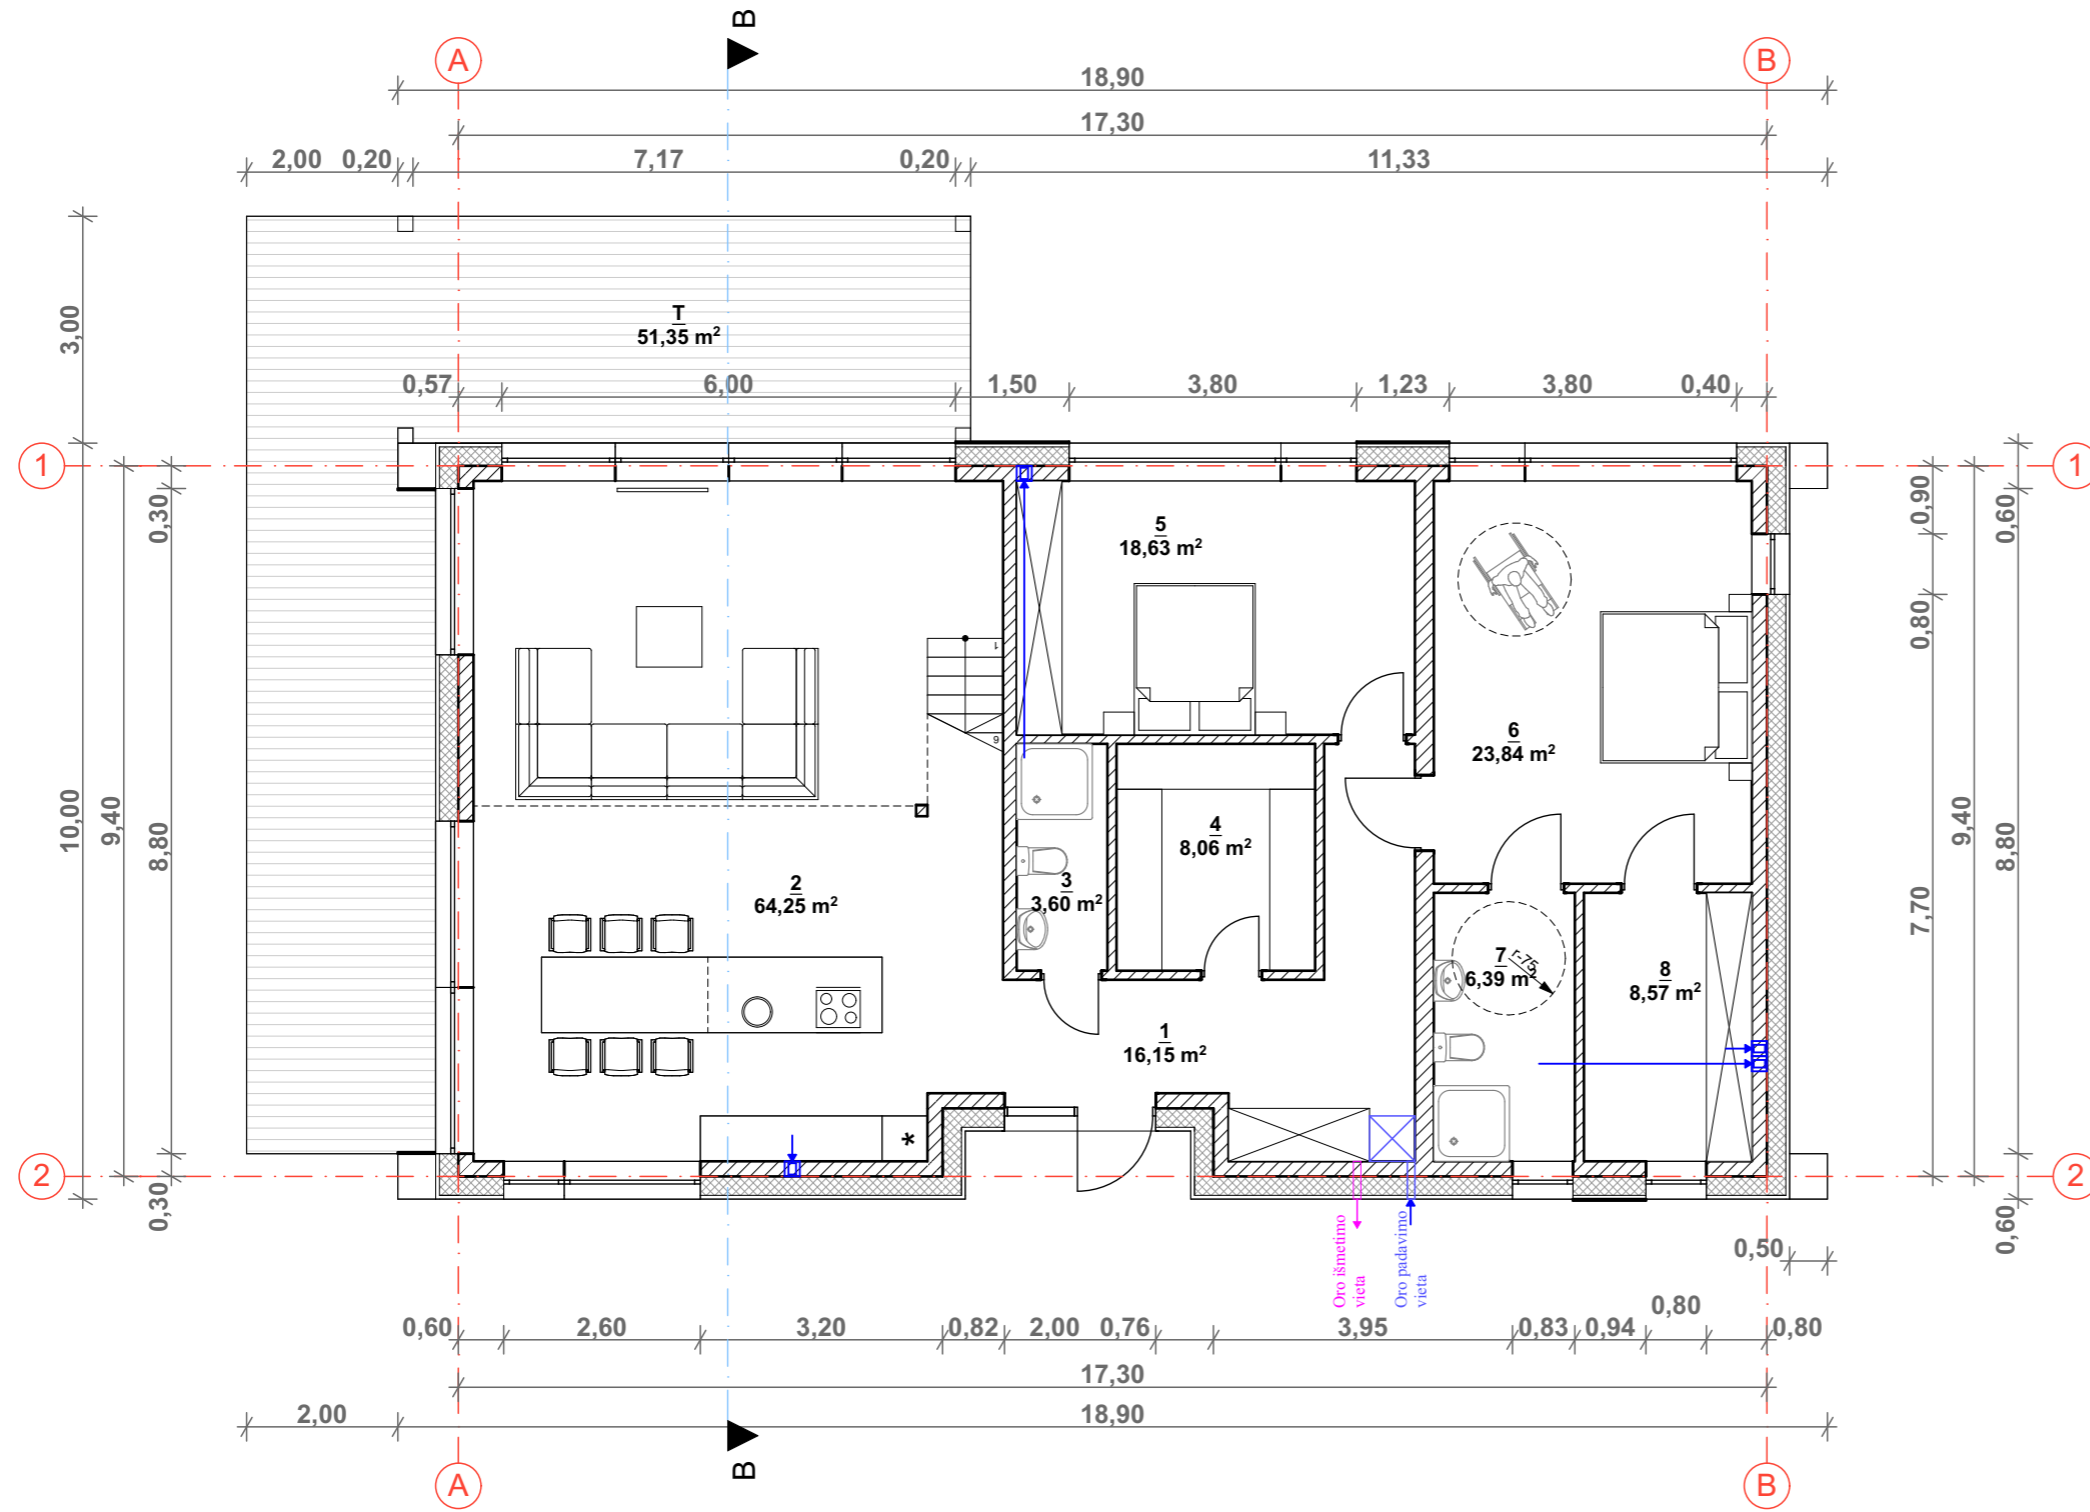 B
A
B
18,90
17,30
2,00 0,20 7,17 0,20 11,33
3,00
T
51,35 m²
0,57 6,00 1,50 3,80 1,23 3,80 0,40
1
1
0,30
0,90
0,60
5
18,63 m²
0,80
1
6
6
23,84 m²
10,00
9,40
8,80
9,40
8,80
7,70
4
8,06 m²
2
64,25 m²
3
3,60 m²
7
6,39 m²
r-75
8
8,57 m²
1
16,15 m²
*
2
2
0,30
0,60
Oro išmetimo
vieta
Oro padavimo
vieta
0,50
0,60 2,60 3,20 0,82 2,00 0,76 3,95 0,83 0,94 0,80 0,80
17,30
2,00 18,90
B
A
B